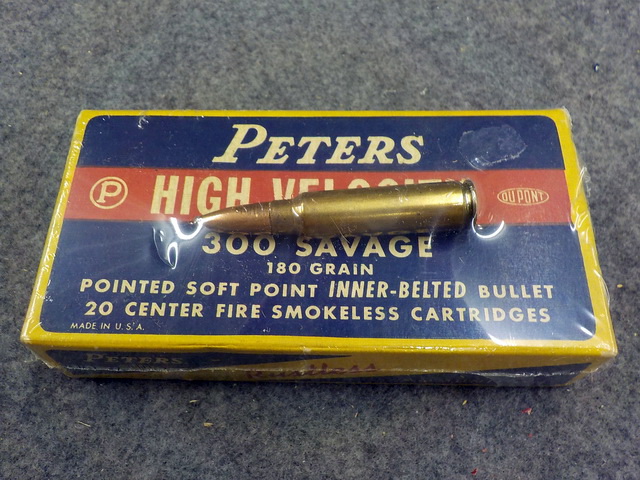 PETERS
P HIGH VELOCITY DU PONT
300 SAVAGE
180 GRAIN
POINTED SOFT POINT INNER-BELTED BULLET
20 CENTER FIRE SMOKELESS CARTRIDGES
MADE IN U.S.A.
PETERS Rustless